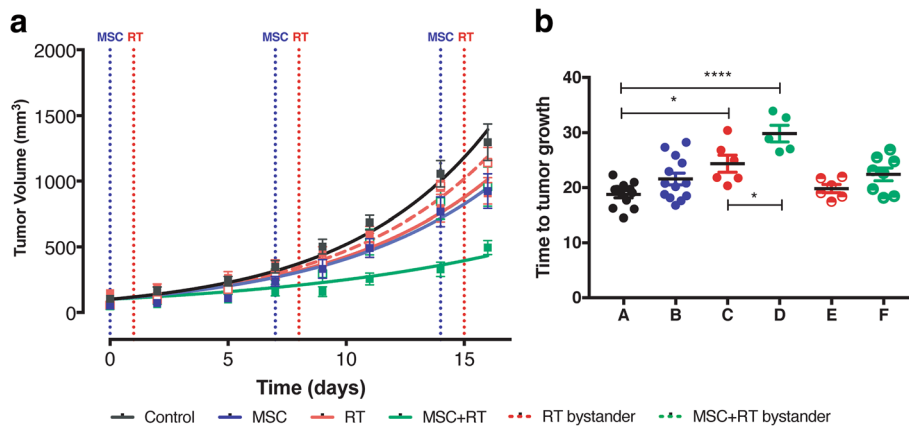 a
MSC RT MSC RT MSC RT
Tumor Volume (mm³)
2000
1500
1000
500
0
0 5 10 15
Time (days)
b
Time to tumor growth
40
30
20
10
0
****
*
*
A B C D E F
Control MSC RT MSC+RT RT bystander MSC+RT bystander